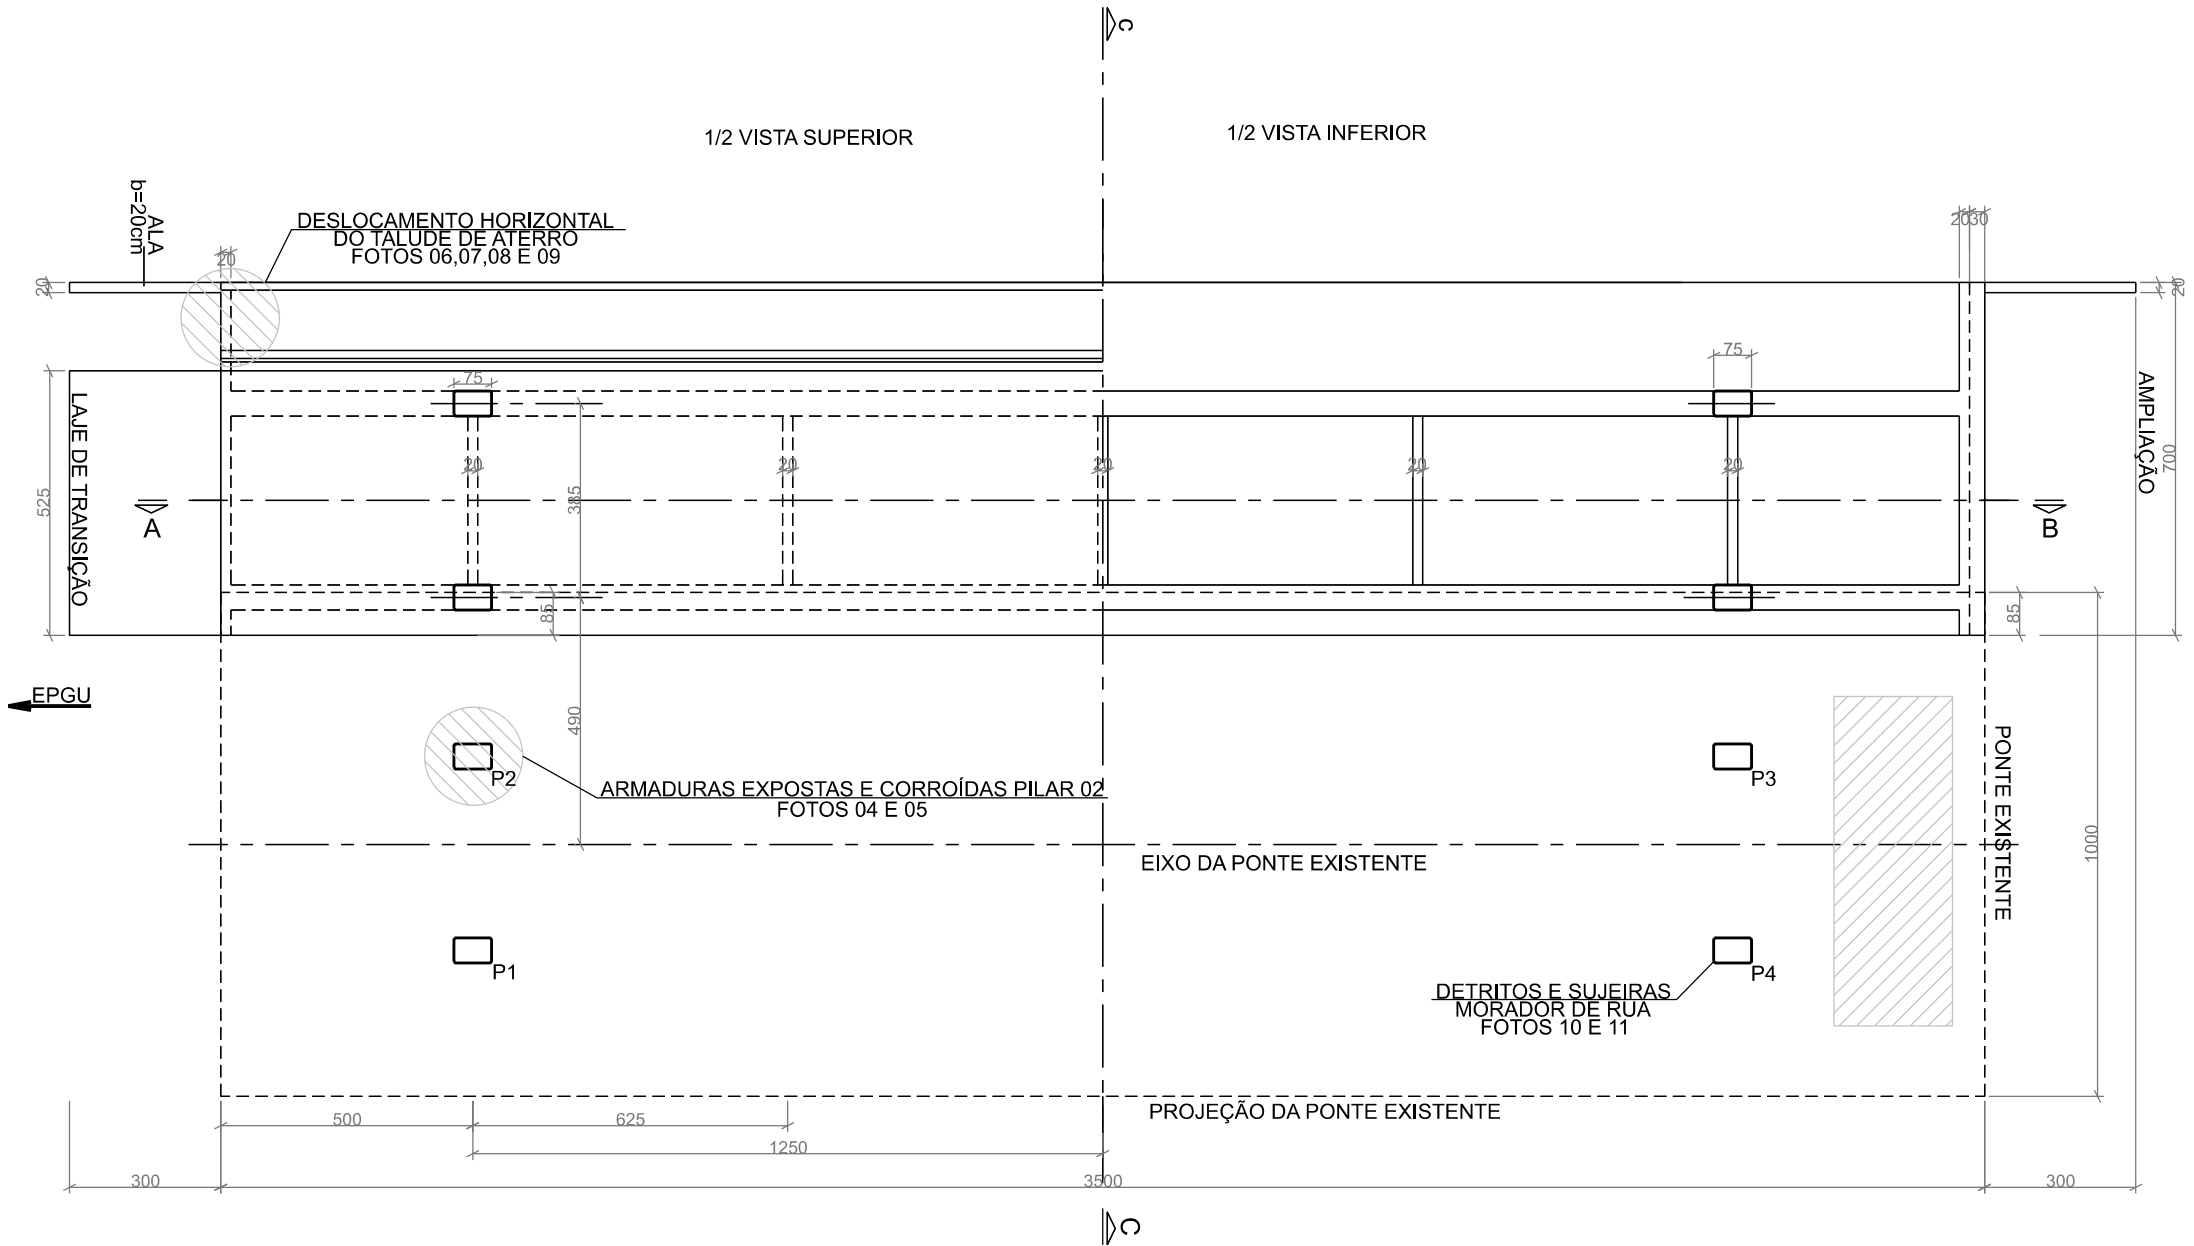 c
1/2 VISTA SUPERIOR
1/2 VISTA INFERIOR
ALA
b=20cm
DESLOCAMENTO HORIZONTAL
DO TALUDE DE ATERRO
FOTOS 06,07,08 E 09
20
2030
20
20
75
75
LAJE DE TRANSIÇÃO
AMPLIAÇÃO
525
700
20
20
20
20
20
385
A
B
85
85
EPGU
490
P2
ARMADURAS EXPOSTAS E CORROÍDAS PILAR 02
FOTOS 04 E 05
P3
PONTE EXISTENTE
1000
EIXO DA PONTE EXISTENTE
P1
P4
DETRITOS E SUJEIRAS
MORADOR DE RUA
FOTOS 10 E 11
PROJEÇÃO DA PONTE EXISTENTE
500
625
1250
300
3500
300
C